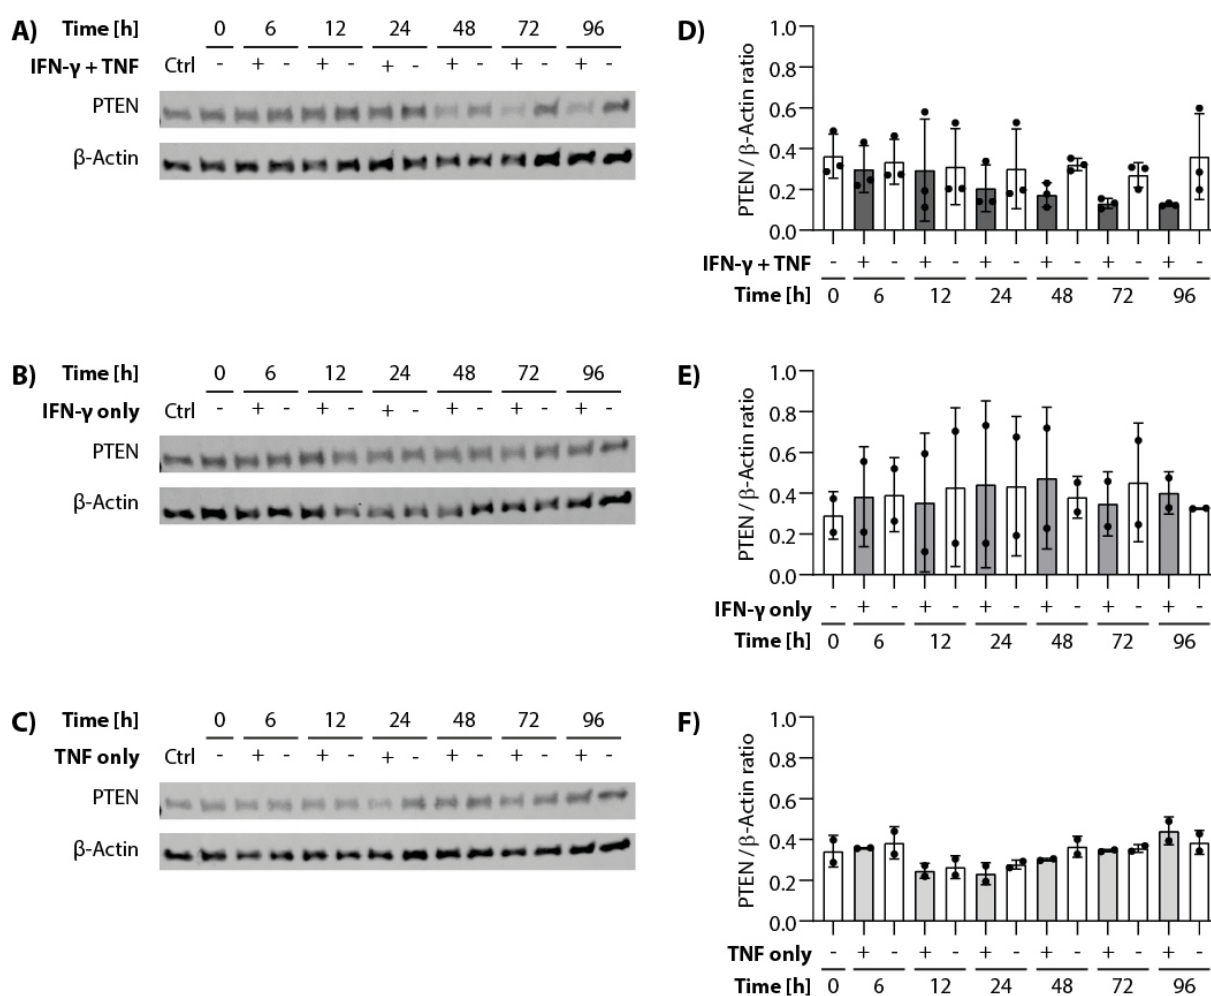 A) Time [h] 0 6 12 24 48 72 96
IFN-γ + TNF Ctrl - + - + - + - + - + - + -
PTEN
β-Actin
D)
PTEN / β-Actin ratio
1.0
0.8
0.6
0.4
0.2
0.0
IFN-γ + TNF - + - + - + - + - + - + -
Time [h] 0 6 12 24 48 72 96
B) Time [h] 0 6 12 24 48 72 96
IFN-γ only Ctrl - + - + - + - + - + - + -
PTEN
β-Actin
E)
PTEN / β-Actin ratio
1.0
0.8
0.6
0.4
0.2
0.0
IFN-γ only - + - + - + - + - + - + -
Time [h] 0 6 12 24 48 72 96
C) Time [h] 0 6 12 24 48 72 96
TNF only Ctrl - + - + - + - + - + - + -
PTEN
β-Actin
F)
PTEN / β-Actin ratio
1.0
0.8
0.6
0.4
0.2
0.0
TNF only - + - + - + - + - + - + -
Time [h] 0 6 12 24 48 72 96